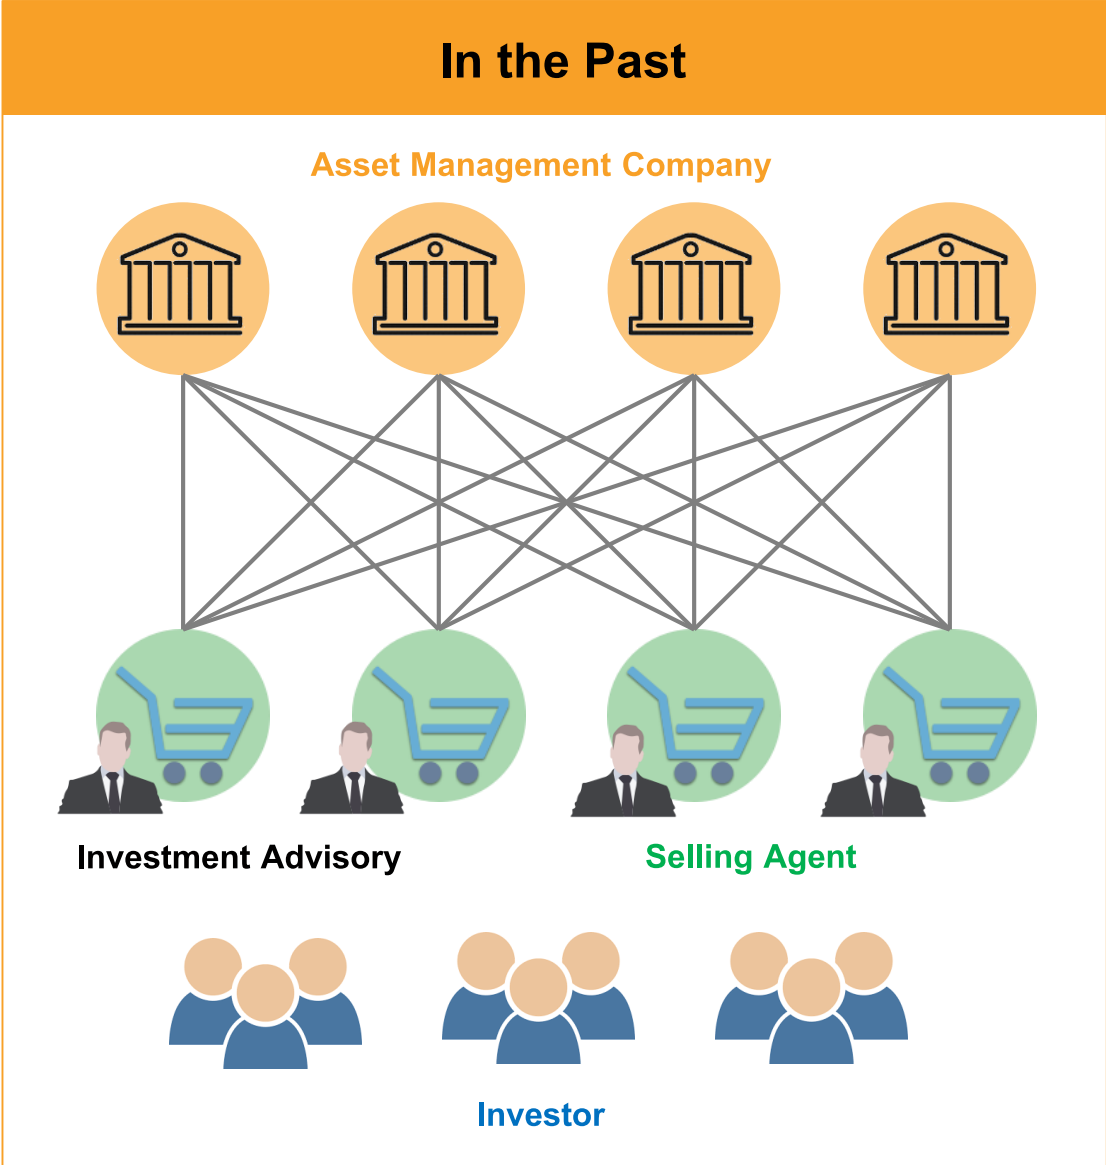 In the Past
Asset Management Company
Investment Advisory
Selling Agent
Investor